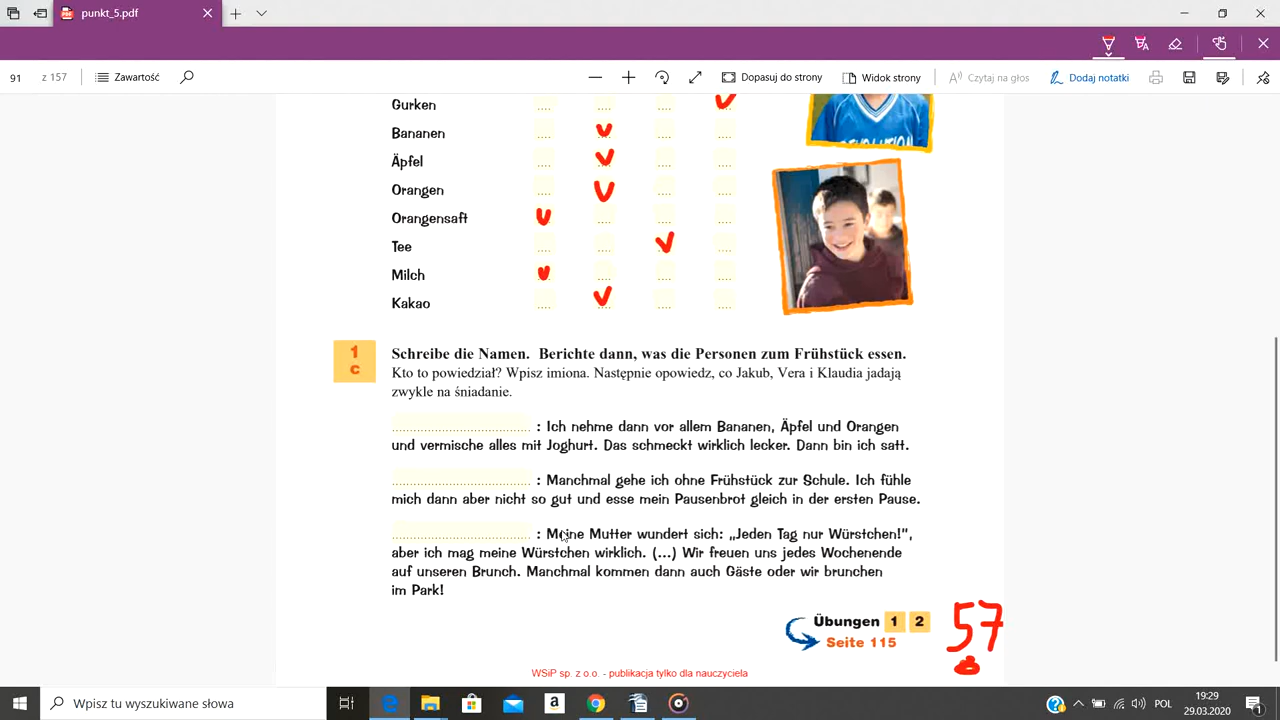 punkt_5.pdf
91 z 157 Zawartość Dopasuj do strony Widok strony Czytaj na głos Dodaj notatki
Gurken .... .... .... ....
Bananen .... .... .... ....
Äpfel .... .... .... ....
Orangen .... .... .... ....
Orangensaft .... .... .... ....
Tee .... .... .... ....
Milch .... .... .... ....
Kakao .... .... .... ....
1 c
Schreibe die Namen. Berichte dann, was die Personen zum Frühstück essen.
Kto to powiedział? Wpisz imiona. Następnie opowiedz, co Jakub, Vera i Klaudia jadają
zwykle na śniadanie.
.................................... : Ich nehme dann vor allem Bananen, Äpfel und Orangen
und vermische alles mit Joghurt. Das schmeckt wirklich lecker. Dann bin ich satt.
.................................... : Manchmal gehe ich ohne Frühstück zur Schule. Ich fühle
mich dann aber nicht so gut und esse mein Pausenbrot gleich in der ersten Pause.
.................................... : Meine Mutter wundert sich: „Jeden Tag nur Würstchen!“,
aber ich mag meine Würstchen wirklich. (...) Wir freuen uns jedes Wochenende
auf unseren Brunch. Manchmal kommen dann auch Gäste oder wir brunchen
im Park!
Übungen 1 2
Seite 115
57
WSiP sp. z o.o. - publikacja tylko dla nauczyciela
Wpisz tu wyszukiwane słowa
POL
19:29
29.03.2020